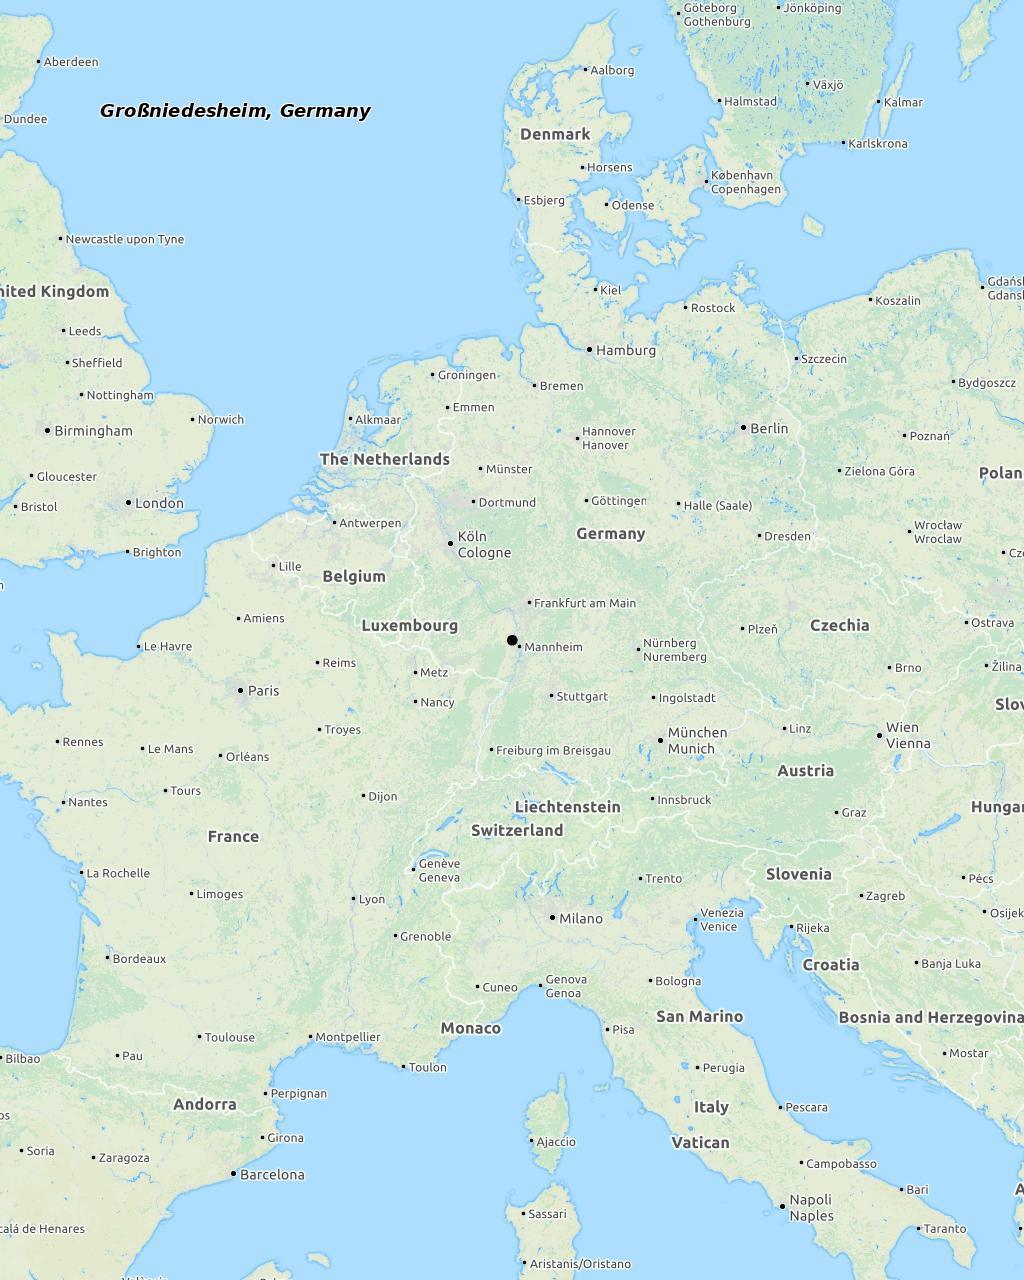 Göteborg
Gothenburg
Jönköping
Aberdeen
Aalborg
Växjö
Halmstad
Kalmar
Großniedesheim, Germany
Dundee
Denmark
Karlskrona
Horsens
København
Copenhagen
Esbjerg
Odense
Newcastle upon Tyne
nited Kingdom
Kiel
Gdańsk
Gdansk
Koszalin
Rostock
Leeds
Hamburg
Sheffield
Szczecin
Groningen
Bremen
Bydgoszcz
Nottingham
Emmen
Norwich
Alkmaar
Birmingham
Hannover
Hanover
Berlin
Poznań
The Netherlands
Münster
Zielona Góra
Polan
Gloucester
Bristol
London
Dortmund
Göttingen
Halle (Saale)
Antwerpen
Wrocław
Wroclaw
Köln
Cologne
Germany
Dresden
Brighton
Cz
Lille
Belgium
Frankfurt am Main
Amiens
Luxembourg
Plzeň
Czechia
Ostrava
Le Havre
Mannheim
Nürnberg
Nuremberg
Reims
Metz
Brno
Žilina
Paris
Nancy
Stuttgart
Ingolstadt
Slov
Troyes
Linz
Wien
Vienna
Rennes
Le Mans
Orléans
Freiburg im Breisgau
München
Munich
Austria
Tours
Nantes
Dijon
Liechtenstein
Innsbruck
Hungar
Graz
France
Switzerland
La Rochelle
Genève
Geneva
Trento
Slovenia
Pécs
Limoges
Lyon
Zagreb
Milano
Venezia
Venice
Osijek
Rijeka
Grenoble
Bordeaux
Croatia
Banja Luka
Cuneo
Genova
Genoa
Bologna
Monaco
San Marino
Bosnia and Herzegovina
Toulouse
Montpellier
Pisa
Bilbao
Pau
Toulon
Mostar
Perugia
Perpignan
Andorra
Italy
Pescara
os
Girona
Ajaccio
Vatican
Soria
Zaragoza
Campobasso
Barcelona
A
Bari
Napoli
Naples
Sassari
calá de Henares
Taranto
Aristanis/Oristano